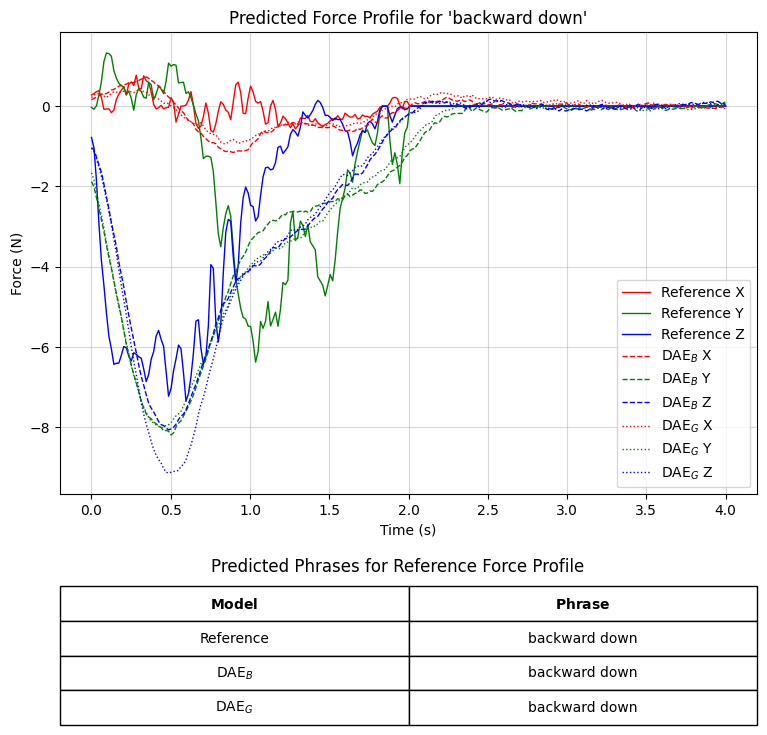 Predicted Force Profile for 'backward down'
Force (N)
0
−2
−4
−6
−8
Reference X
Reference Y
Reference Z
DAE_B X
DAE_B Y
DAE_B Z
DAE_G X
DAE_G Y
DAE_G Z
0.0 0.5 1.0 1.5 2.0 2.5 3.0 3.5 4.0
Time (s)
Predicted Phrases for Reference Force Profile
Model Phrase
Reference backward down
DAE_B backward down
DAE_G backward down